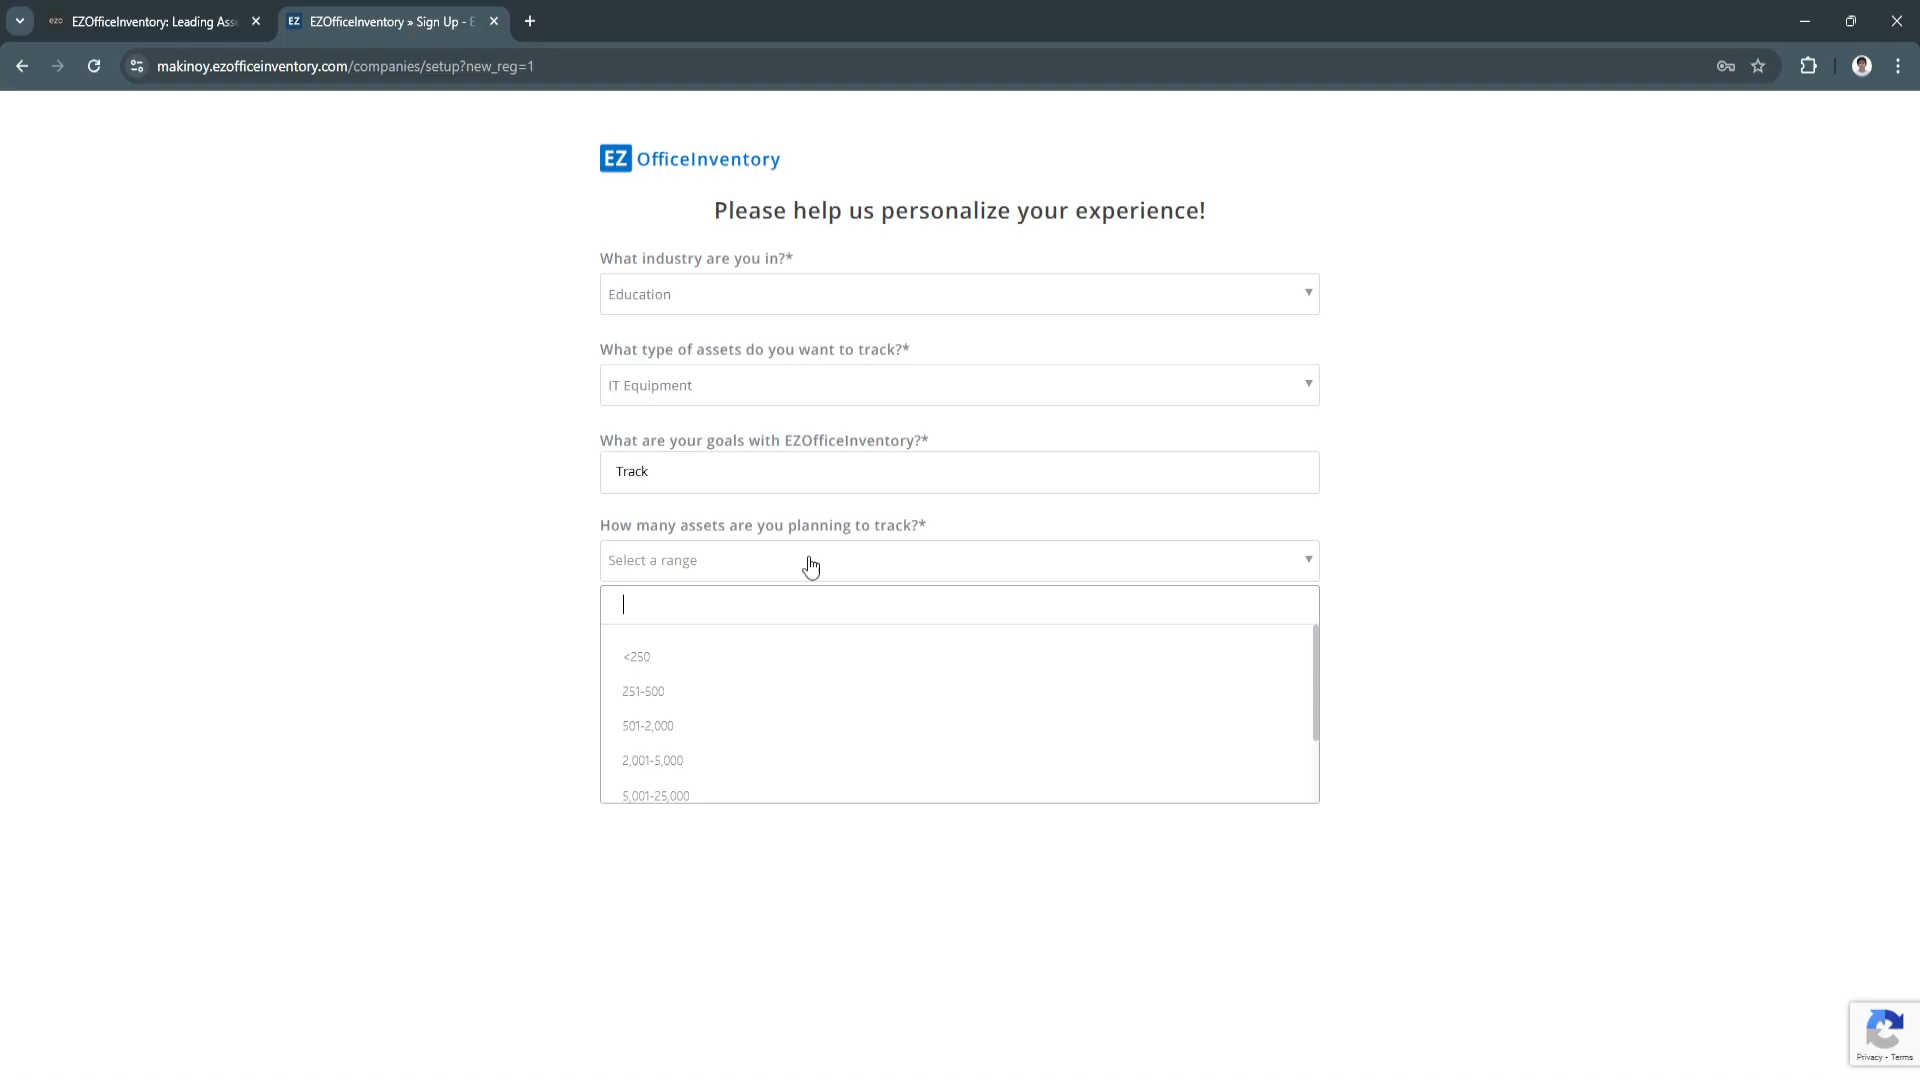 ezo EZOfficeInventory: Leading Ass
EZ EZOfficeInventory » Sign Up - E
makinoy.ezofficeinventory.com/companies/setup?new_reg=1
EZ OfficeInventory
Please help us personalize your experience!
What industry are you in?*
Education
What type of assets do you want to track?*
IT Equipment
What are your goals with EZOfficeInventory?*
Track
How many assets are you planning to track?*
Select a range
<250
251-500
501-2,000
2,001-5,000
5,001-25,000
Privacy - Terms